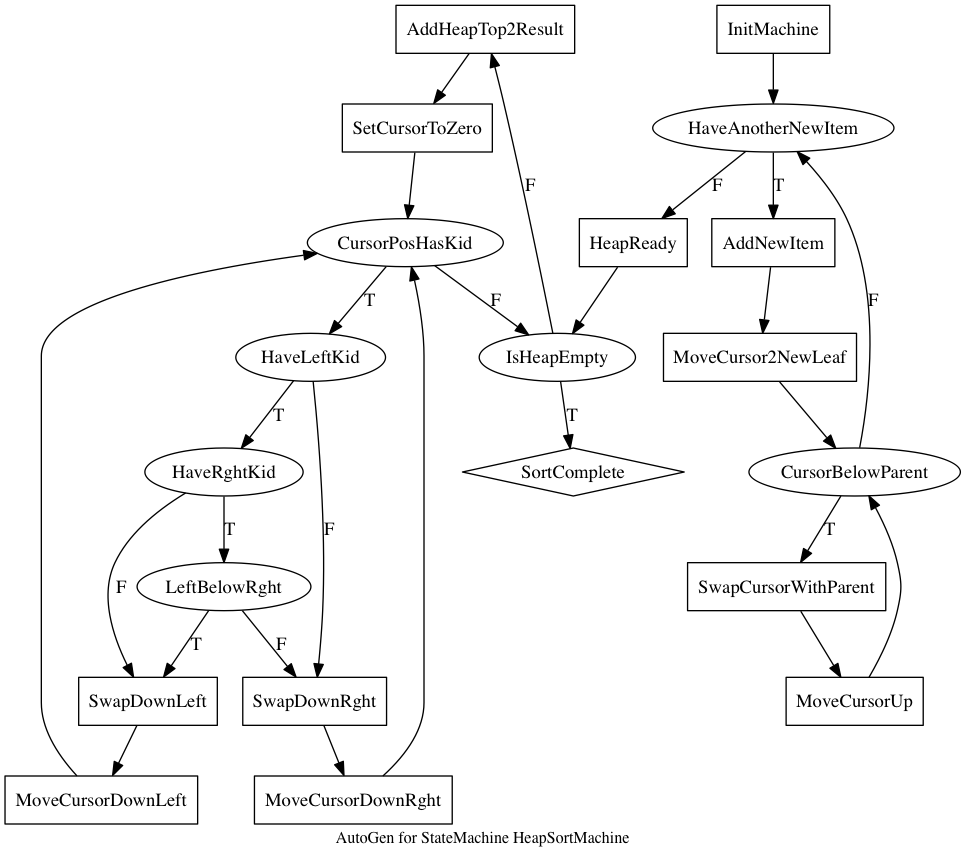 AddHeapTop2Result
InitMachine
SetCursorToZero
HaveAnotherNewItem
F
F
T
CursorPosHasKid
HeapReady
AddNewItem
T
F
F
HaveLeftKid
IsHeapEmpty
MoveCursor2NewLeaf
T
T
HaveRghtKid
SortComplete
CursorBelowParent
T
F
T
F
LeftBelowRght
SwapCursorWithParent
T
F
SwapDownLeft
SwapDownRght
MoveCursorUp
MoveCursorDownLeft
MoveCursorDownRght
AutoGen for StateMachine HeapSortMachine